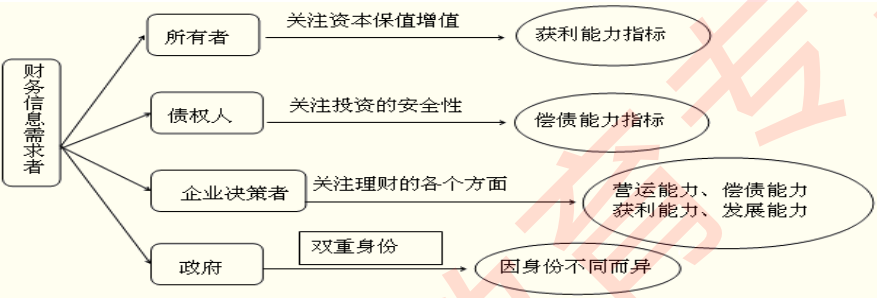 财务信息需求者
所有者
关注资本保值增值
获利能力指标
债权人
关注投资的安全性
偿债能力指标
企业决策者
关注理财的各个方面
营运能力、偿债能力
获利能力、发展能力
政府
双重身份
因身份不同而异